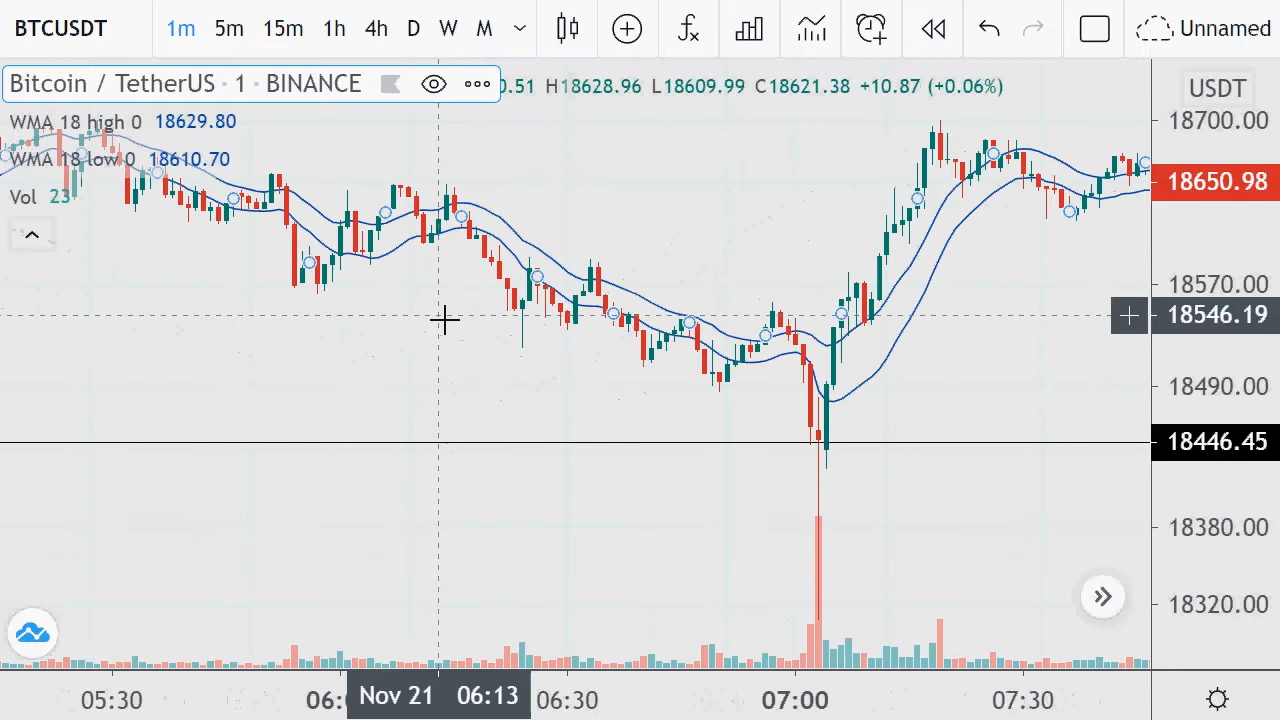 BTCUSDT 1m 5m 15m 1h 4h D W M Unnamed
Bitcoin / TetherUS · 1 · BINANCE 0.51 H18628.96 L18609.99 C18621.38 +10.87 (+0.06%) USDT
WMA 18 high 0 18629.80
WMA 18 low 0 18610.70
Vol 23
18700.00
18650.98
18570.00
18546.19
18490.00
18446.45
18380.00
18320.00
05:30 06:0 Nov 21 06:13 06:30 07:00 07:30